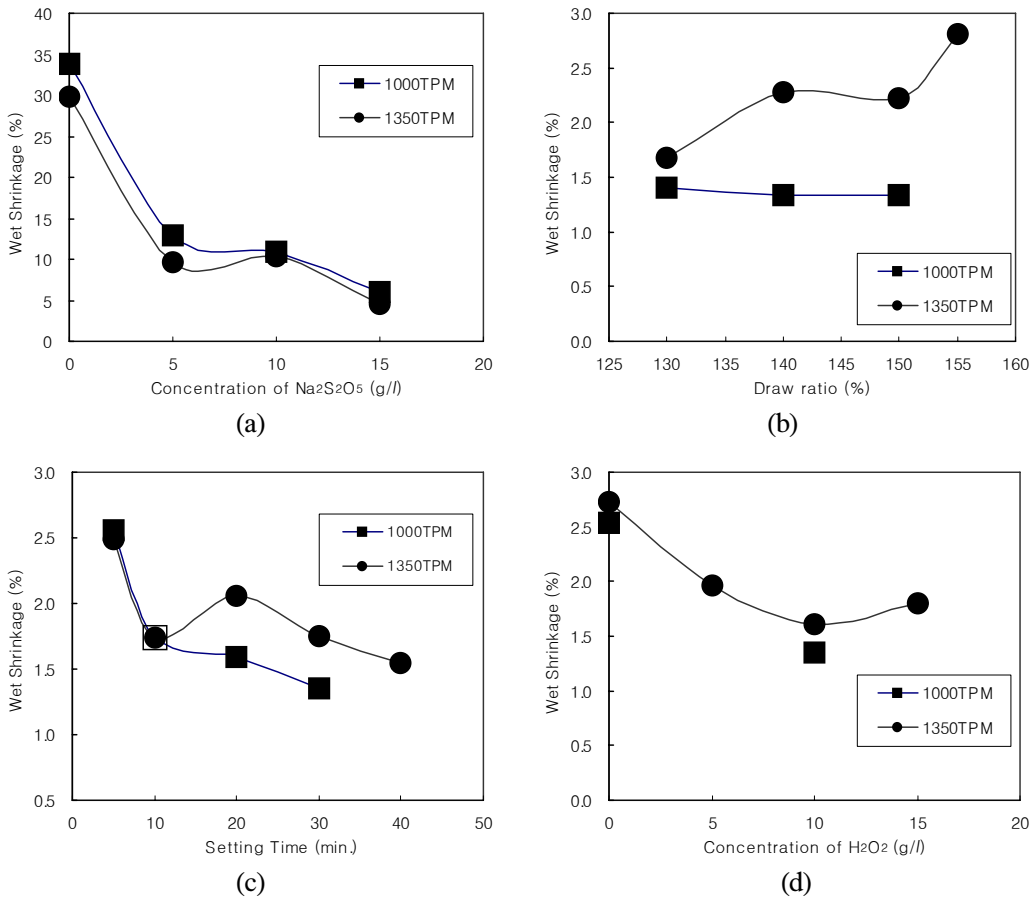 40
35
30
25
20
15
10
5
0
Wet Shrinkage (%)
1000TPM
1350TPM
0 5 10 15 20
Concentration of Na2S2O5 (g/l)
(a)
3.0
2.5
2.0
1.5
1.0
0.5
0.0
Wet Shrinkage (%)
1000TPM
1350TPM
125 130 135 140 145 150 155 160
Draw ratio (%)
(b)
3.0
2.5
2.0
1.5
1.0
0.5
Wet Shrinkage (%)
1000TPM
1350TPM
0 10 20 30 40 50
Setting Time (min.)
(c)
3.0
2.5
2.0
1.5
1.0
0.5
0.0
Wet Shrinkage (%)
1000TPM
1350TPM
0 5 10 15 20
Concentration of H2O2 (g/l)
(d)